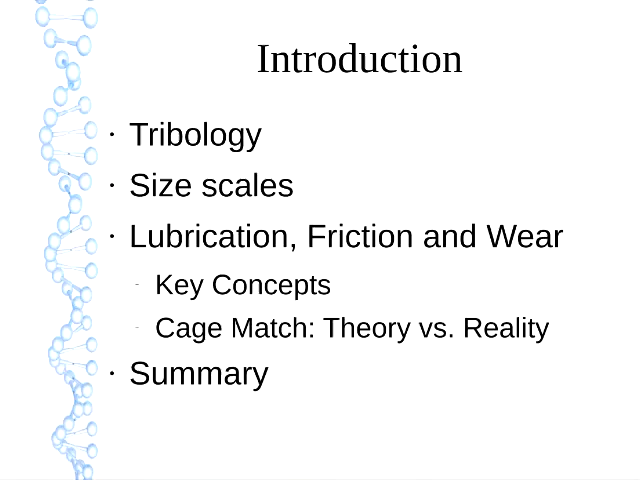 Introduction
• Tribology
• Size scales
• Lubrication, Friction and Wear
- Key Concepts
- Cage Match: Theory vs. Reality
• Summary